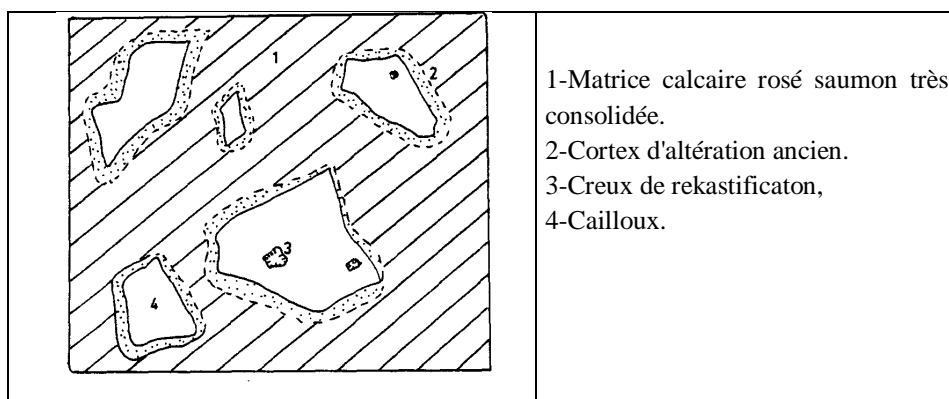 1
2
3
4
1-Matrice calcaire rosé saumon très
consolidée.
2-Cortex d'altération ancien.
3-Creux de rekastificaton,
4-Cailloux.